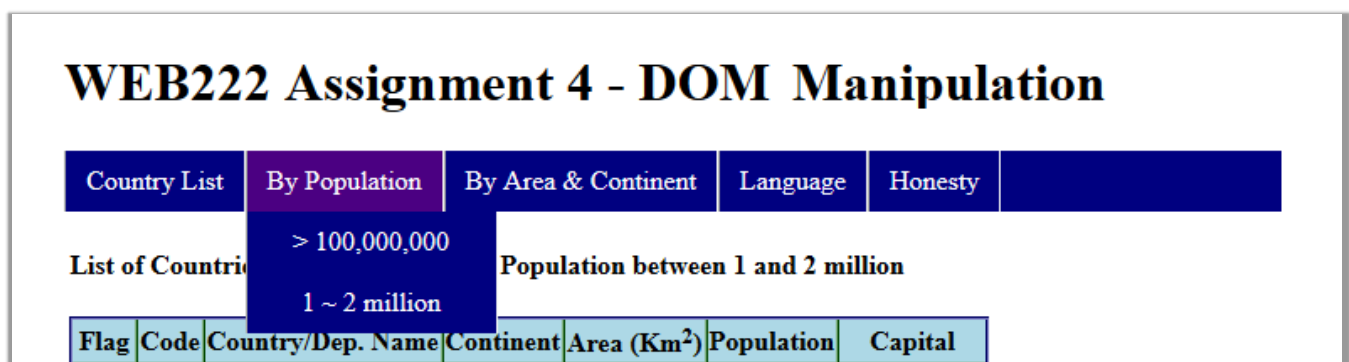 WEB222 Assignment 4 - DOM Manipulation
Country List By Population By Area & Continent Language Honesty
> 100,000,000
1 ~ 2 million
List of Countri Population between 1 and 2 million
Flag Code Country/Dep. Name Continent Area (Km²) Population Capital